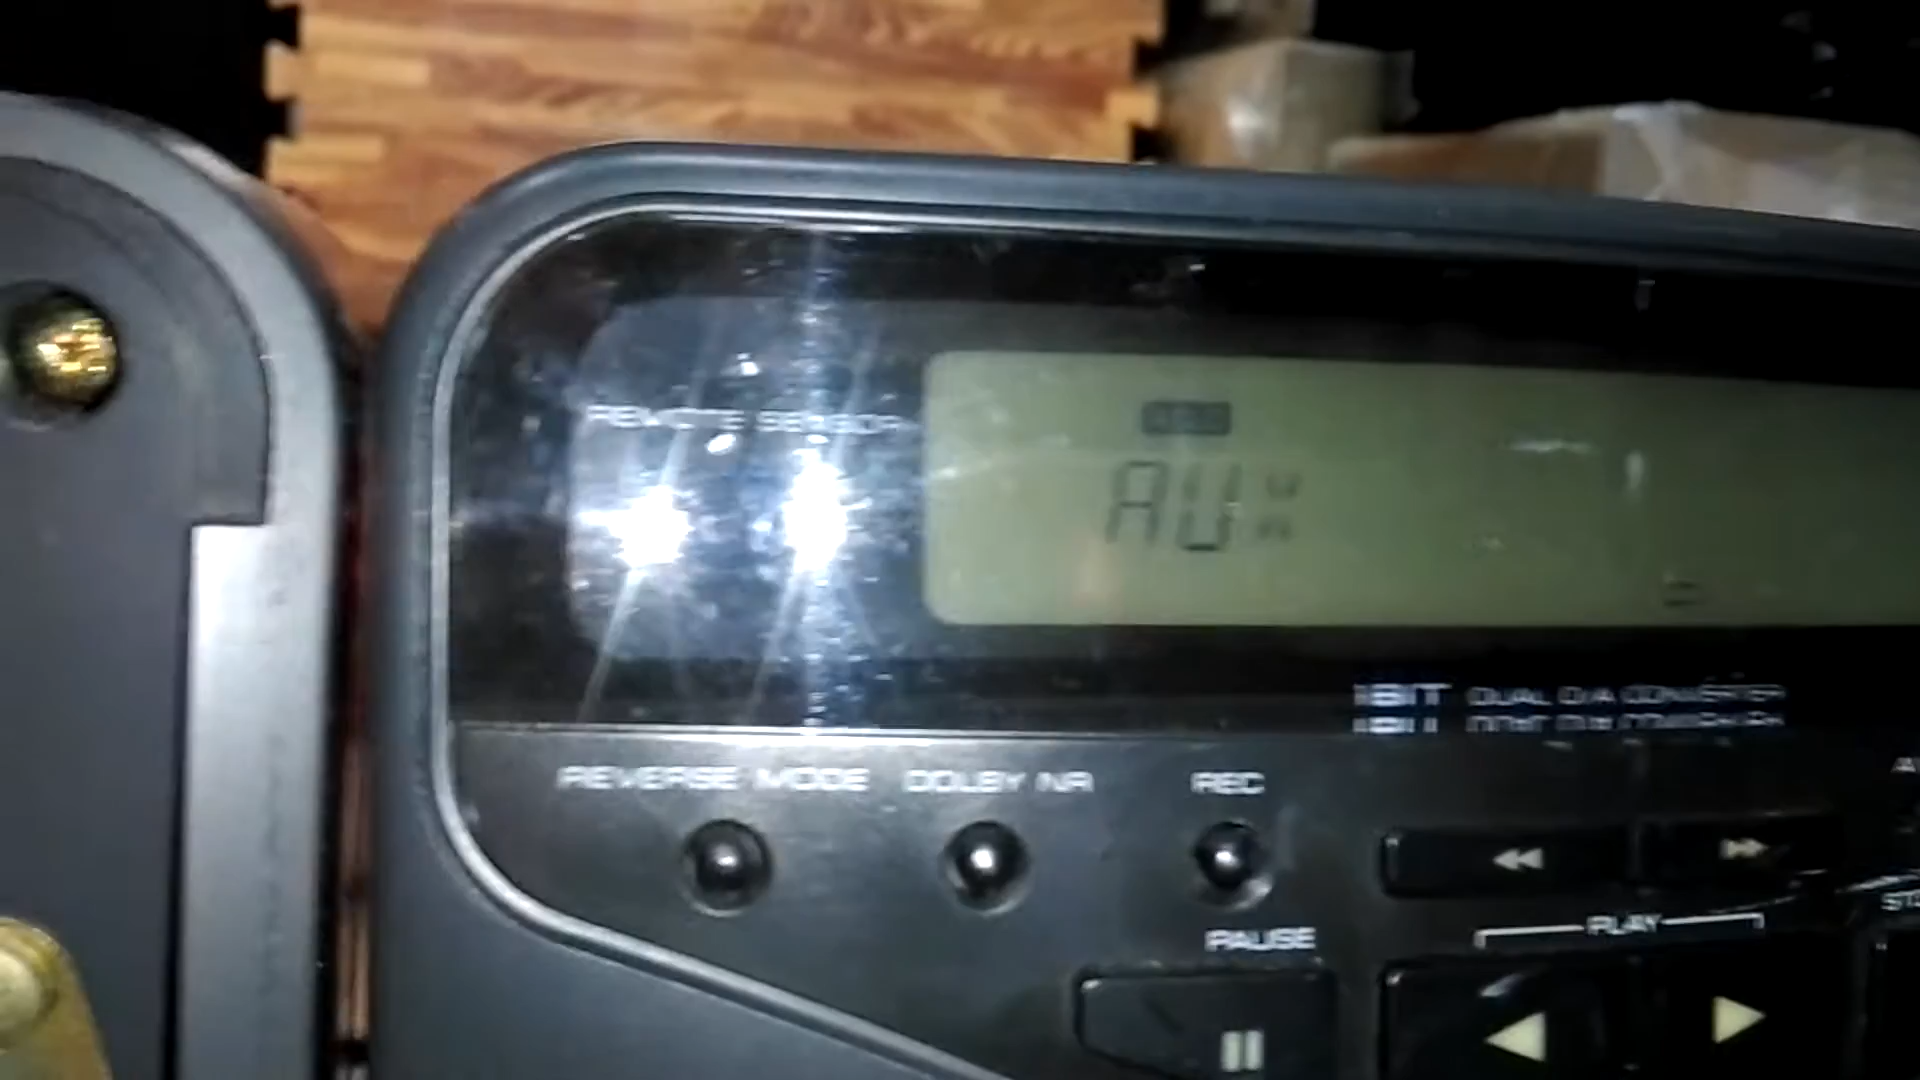 REMOTE SENSOR
AUX
1BIT DUAL D/A CONVERTER
REVERSE MODE DOLBY NR REC
PLAY
PAUSE